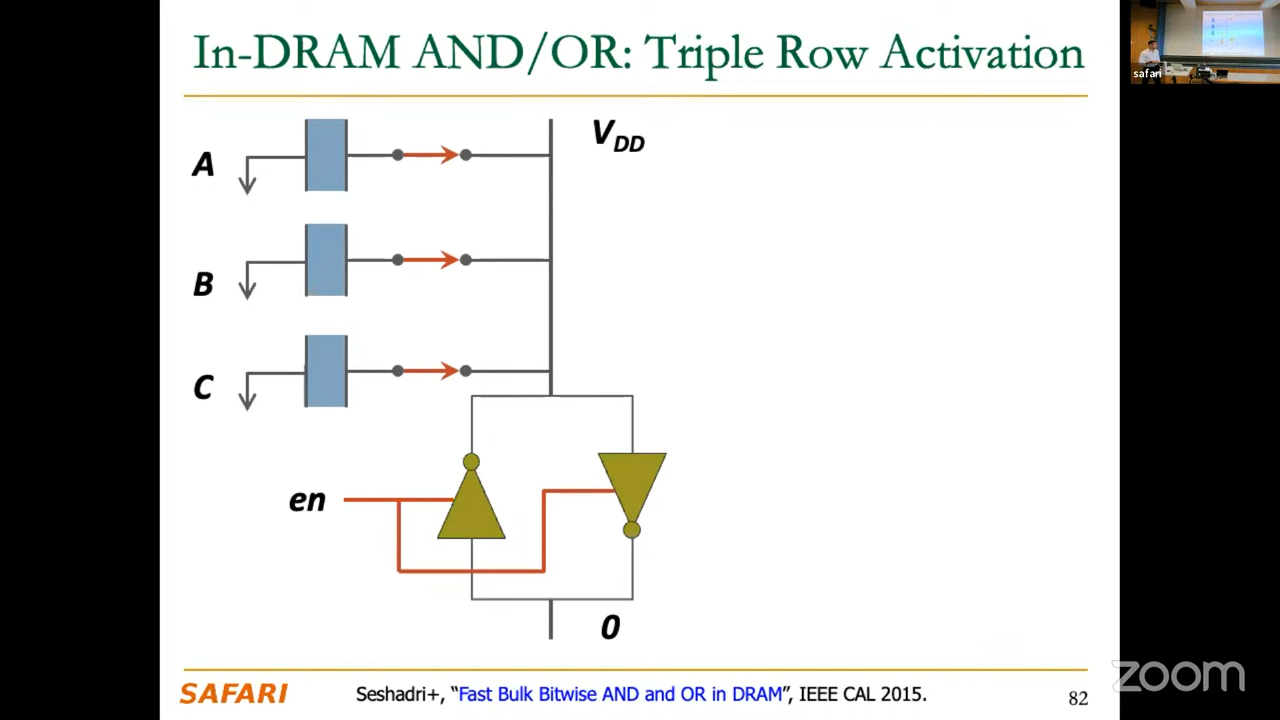 In-DRAM AND/OR: Triple Row Activation
safari
V_DD
A
B
C
en
0
SAFARI
Seshadri+, “Fast Bulk Bitwise AND and OR in DRAM”, IEEE CAL 2015.
82
zoom